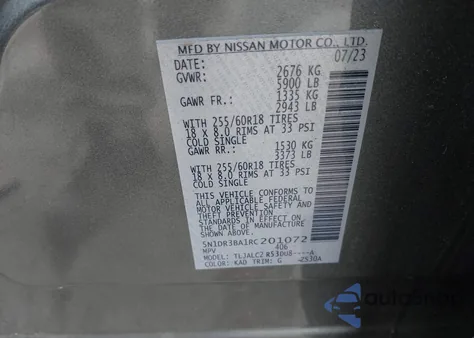 MFD BY NISSAN MOTOR CO., LTD.
DATE: 07/23
GVWR: 2676 KG
5900 LB
GAWR FR.: 1335 KG
2943 LB
WITH 255/60R18 TIRES
18 x 8.0 RIMS AT 33 PSI
COLD SINGLE
GAWR RR.: 1530 KG
3373 LB
WITH 255/60R18 TIRES
18 x 8.0 RIMS AT 33 PSI
COLD SINGLE
THIS VEHICLE CONFORMS TO
ALL APPLICABLE FEDERAL
MOTOR VEHICLE SAFETY AND
THEFT PREVENTION
STANDARDS IN EFFECT ON
THE DATE OF MANUFACTURE
SHOWN ABOVE.
5N1DR3BA1RC201072
MPV 406
MODEL: TLJALCZ
COLOR: KAD TRIM: G